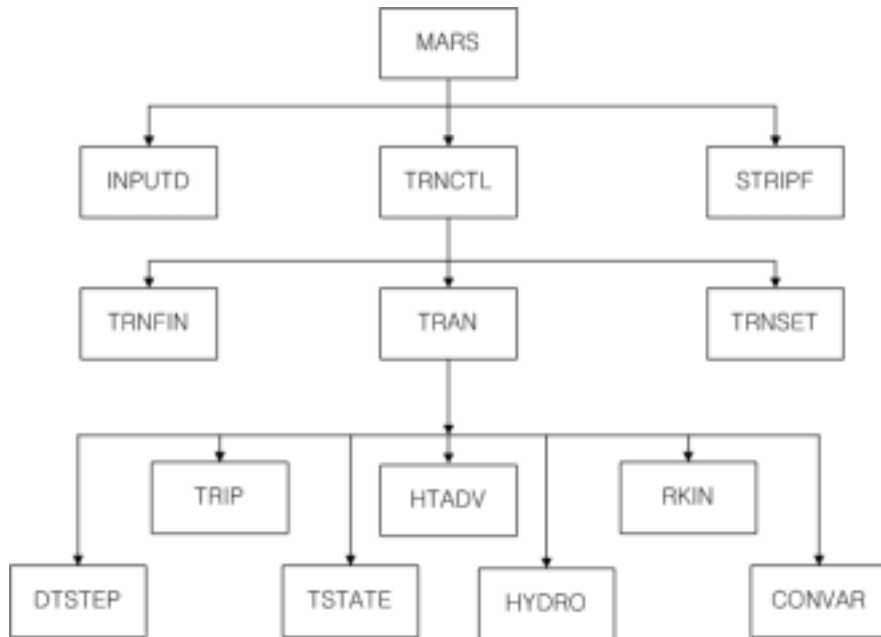 MARS
INPUTD
TRNCTL
STRIPF
TRNFIN
TRAN
TRNSET
TRIP
HTADV
RKIN
DTSTEP
TSTATE
HYDRO
CONVAR